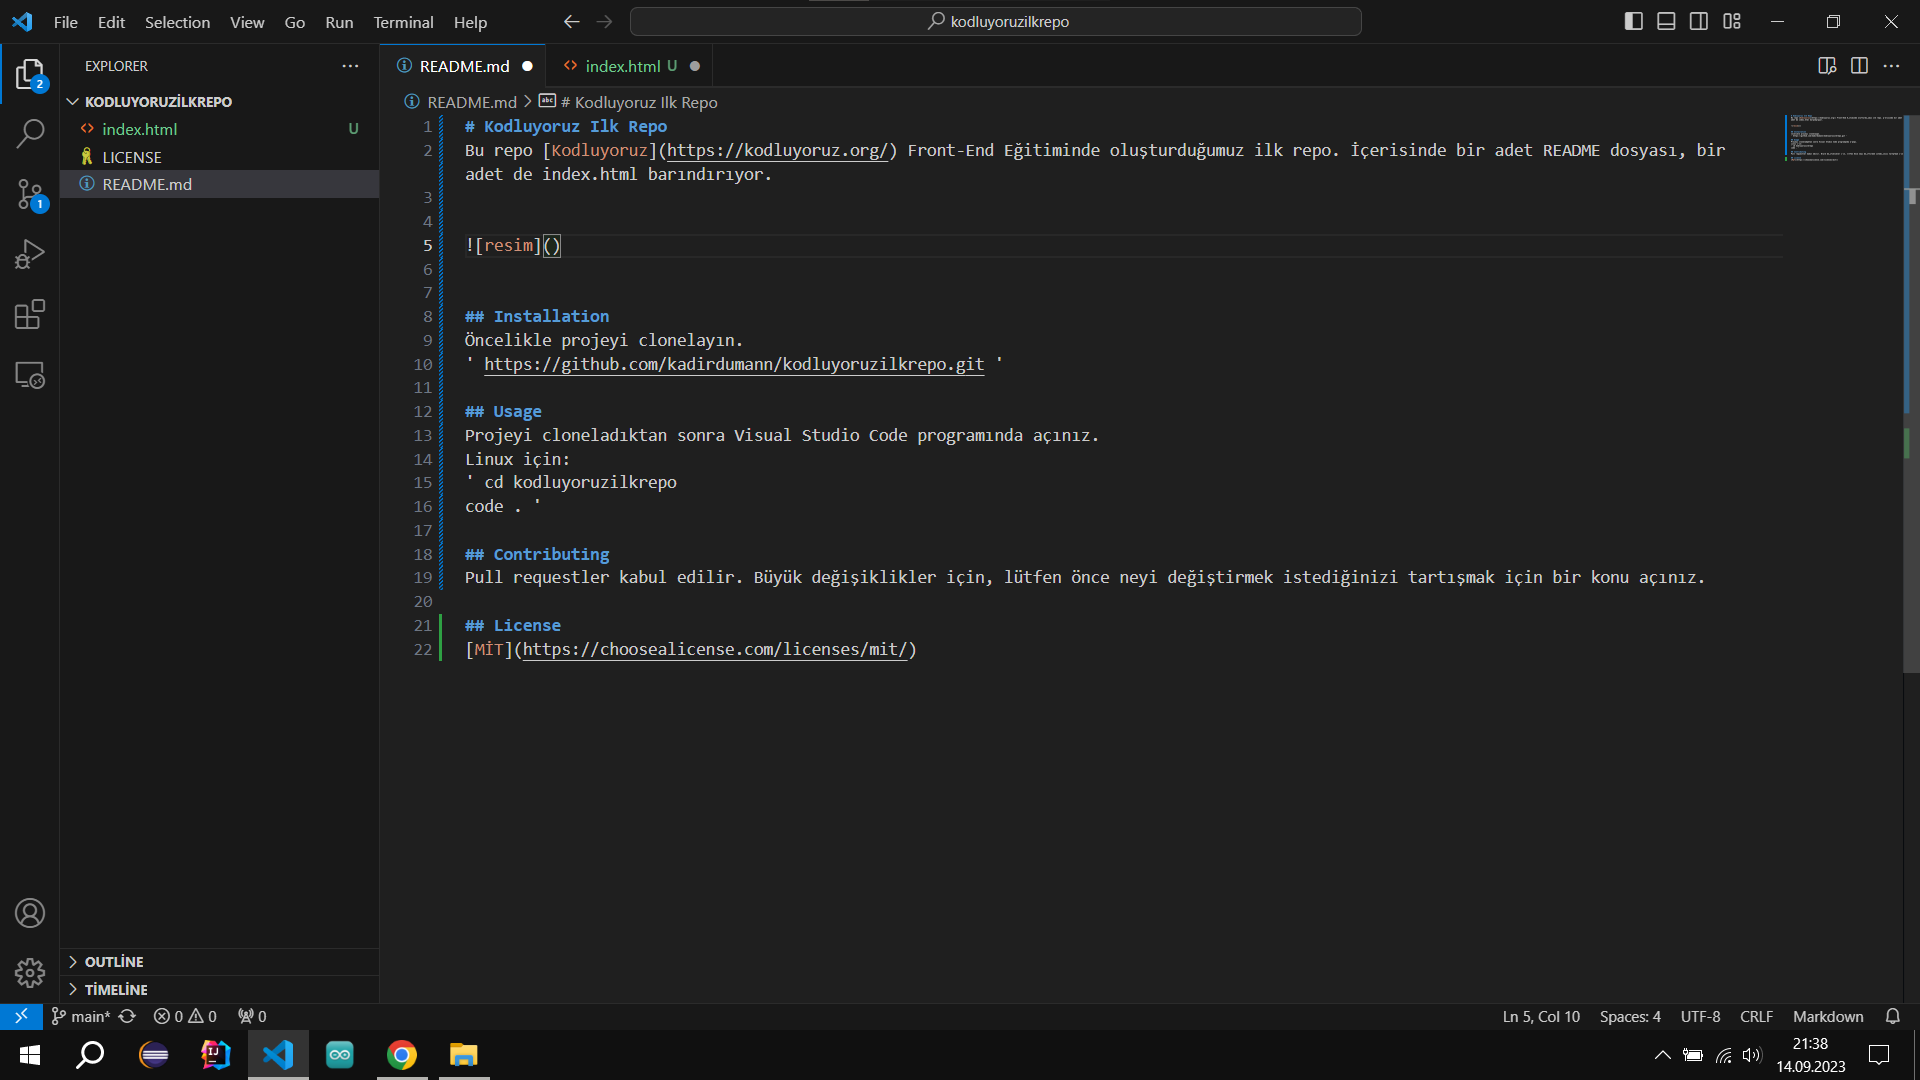 File Edit Selection View Go Run Terminal Help
kodluyoruzilkrepo
EXPLORER
README.md
index.html U
KODLUYORUZİLKREPO
README.md > # Kodluyoruz Ilk Repo
index.html U
LICENSE
README.md
2
1
1 # Kodluyoruz Ilk Repo
2 Bu repo [Kodluyoruz](https://kodluyoruz.org/) Front-End Eğitiminde oluşturduğumuz ilk repo. İçerisinde bir adet README dosyası, bir
adet de index.html barındırıyor.
3
4
5 ![resim]()
6
7
8 ## Installation
9 Öncelikle projeyi clonelayın.
10 ' https://github.com/kadirdumann/kodluyoruzilkrepo.git '
11
12 ## Usage
13 Projeyi cloneladıktan sonra Visual Studio Code programında açınız.
14 Linux için:
15 ' cd kodluyoruzilkrepo
16 code . '
17
18 ## Contributing
19 Pull requestler kabul edilir. Büyük değişiklikler için, lütfen önce neyi değiştirmek istediğinizi tartışmak için bir konu açınız.
20
21 ## License
22 [MİT](https://choosealicense.com/licenses/mit/)
OUTLİNE
TİMELİNE
main* 0 0 0
Ln 5, Col 10 Spaces: 4 UTF-8 CRLF Markdown
IJ
21:38
14.09.2023